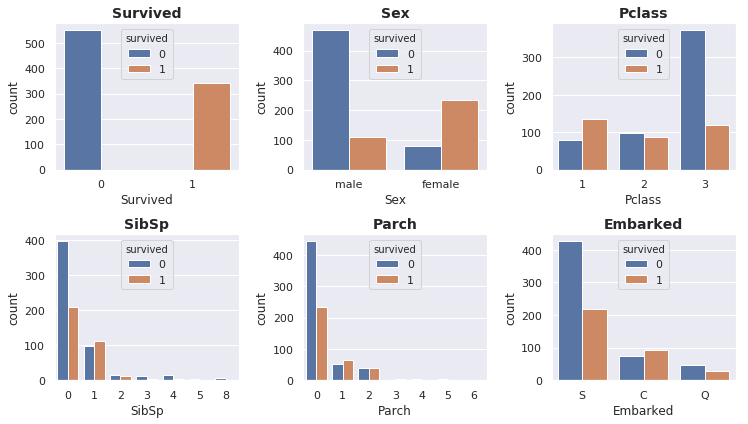 Survived
survived
0
1
500
400
300
200
100
0
count
0 1
Survived
Sex
survived
0
1
400
300
200
100
0
count
male female
Sex
Pclass
survived
0
1
300
200
100
0
count
1 2 3
Pclass
SibSp
survived
0
1
400
300
200
100
0
count
0 1 2 3 4 5 8
SibSp
Parch
survived
0
1
400
300
200
100
0
count
0 1 2 3 4 5 6
Parch
Embarked
survived
0
1
400
300
200
100
0
count
S C Q
Embarked